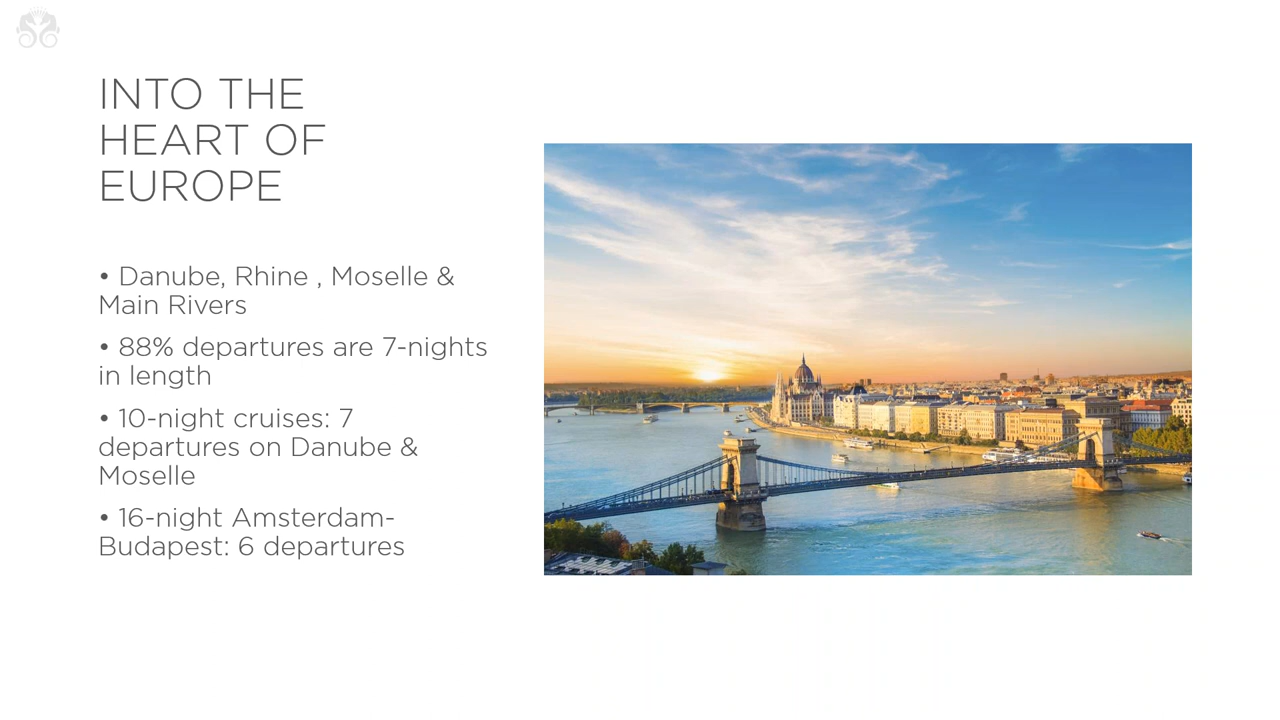 INTO THE
HEART OF
EUROPE
• Danube, Rhine , Moselle &
Main Rivers
• 88% departures are 7-nights
in length
• 10-night cruises: 7
departures on Danube &
Moselle
• 16-night Amsterdam-
Budapest: 6 departures